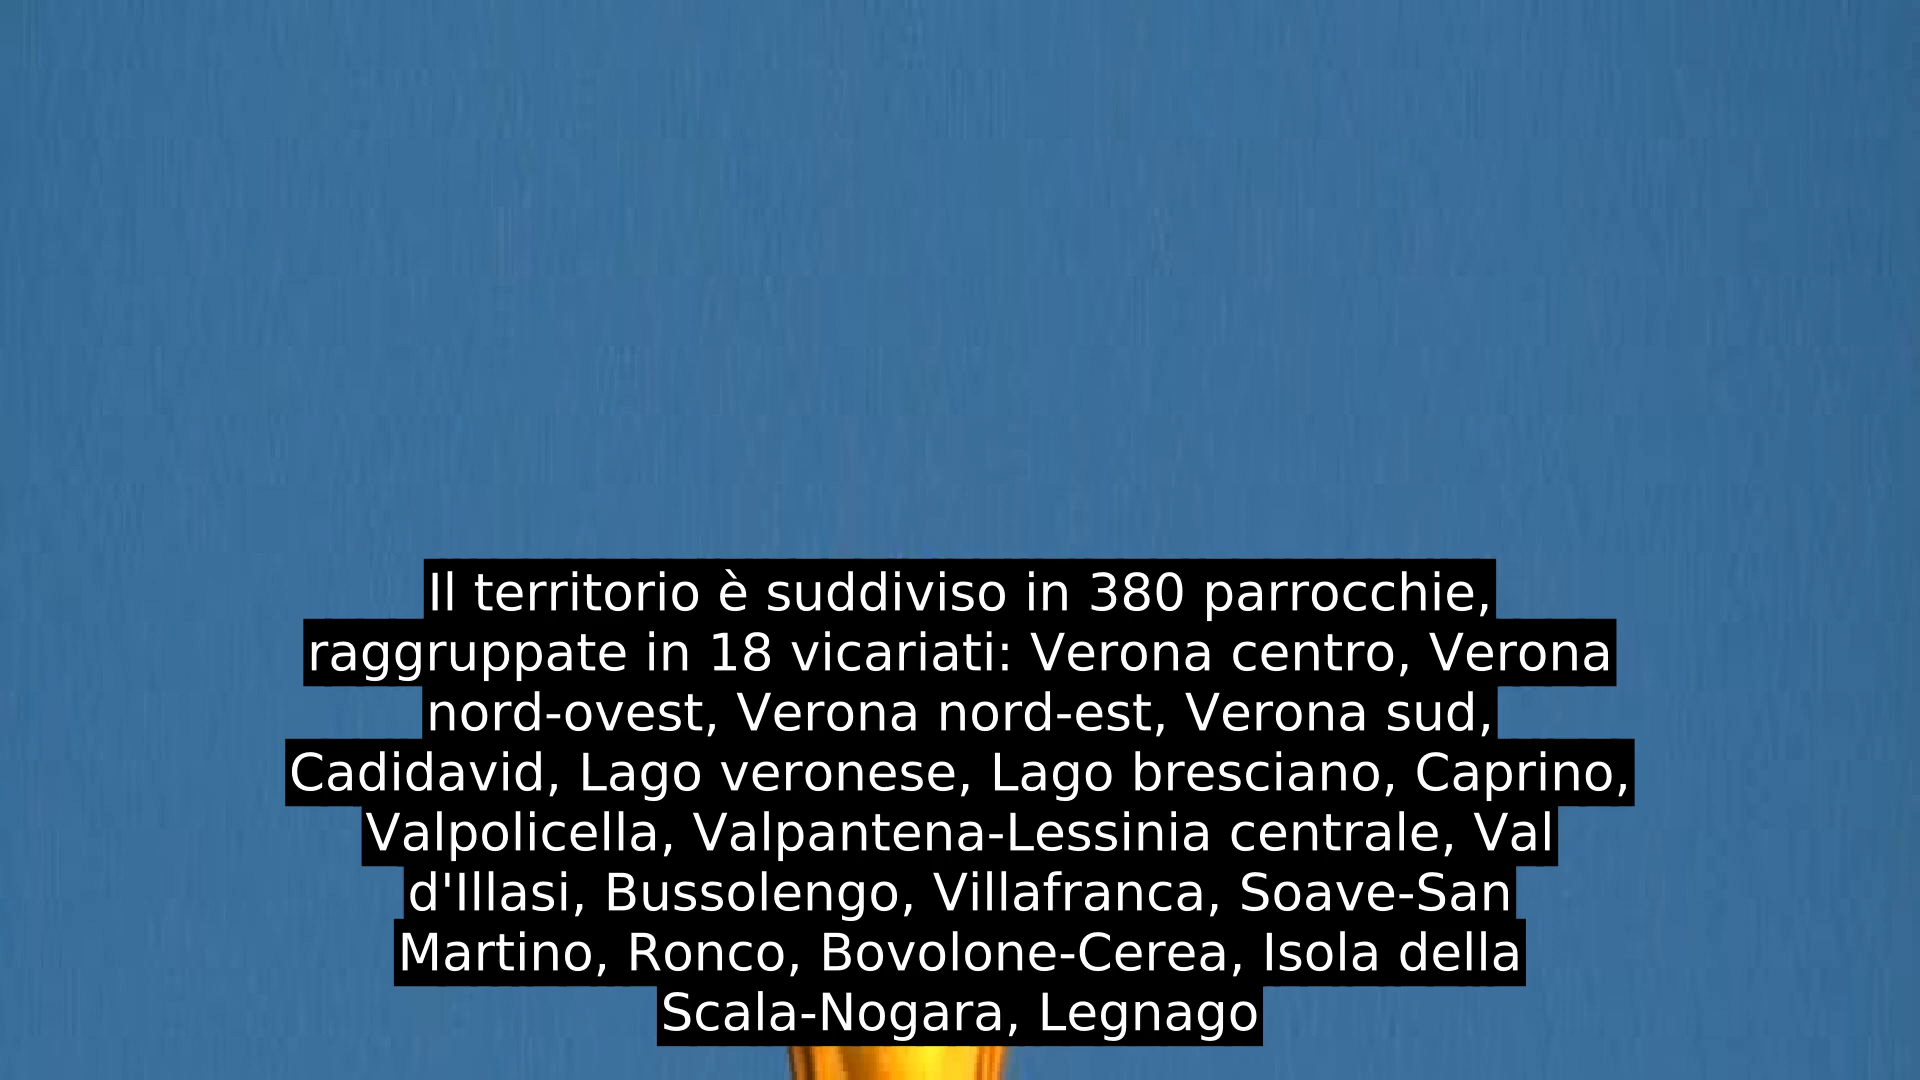 Il territorio è suddiviso in 380 parrocchie,
raggruppate in 18 vicariati: Verona centro, Verona
nord-ovest, Verona nord-est, Verona sud,
Cadidavid, Lago veronese, Lago bresciano, Caprino,
Valpolicella, Valpantena-Lessinia centrale, Val
d'Illasi, Bussolengo, Villafranca, Soave-San
Martino, Ronco, Bovolone-Cerea, Isola della
Scala-Nogara, Legnago